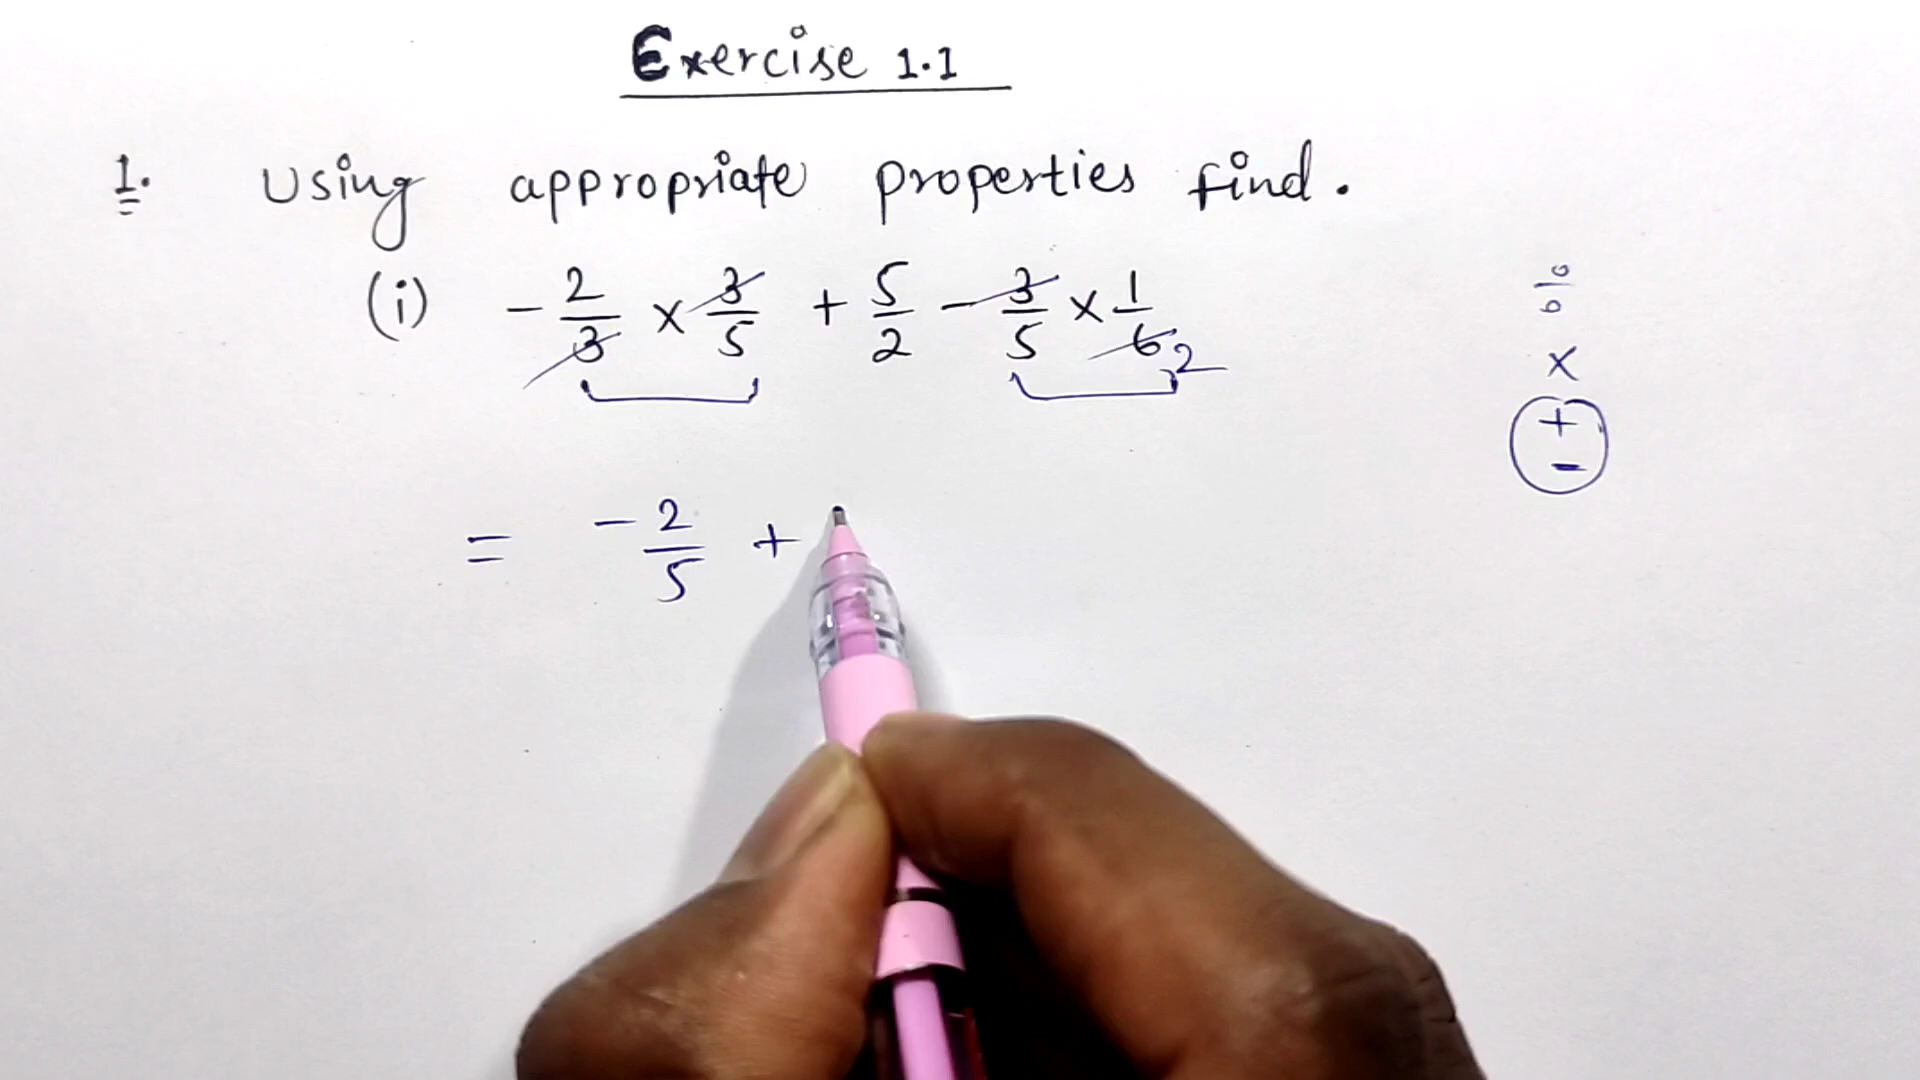 Exercise 1.1
1. Using appropriate properties find.
(i) - 2/3 × 3/5 + 5/2 - 3/5 × 1/6 2
÷
×
+
-
= - 2/5 +